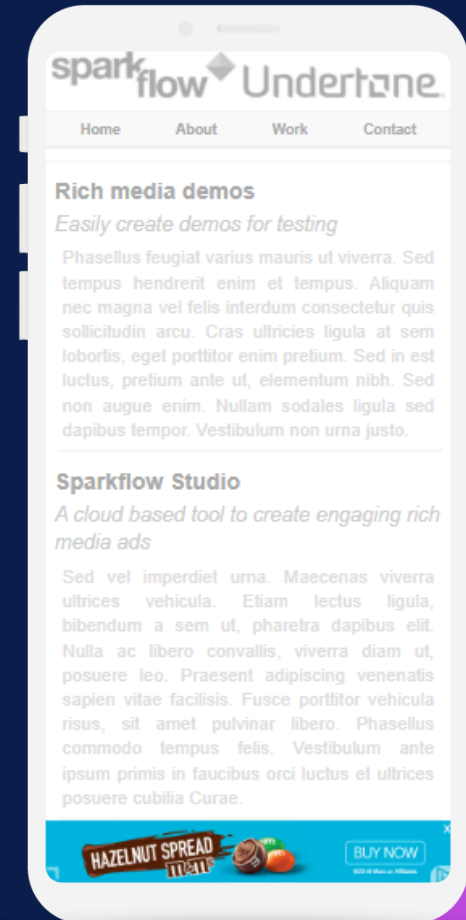 sparkflow Undertone
Home About Work Contact
Rich media demos
Easily create demos for testing
Phasellus feugiat varius mauris ut viverra. Sed
tempus hendrerit enim et tempus. Aliquam
nec magna vel felis interdum consectetur quis
sollicitudin arcu. Cras ultricies ligula at sem
lobortis, eget porttitor enim pretium. Sed in est
luctus, pretium ante ut, elementum nibh. Sed
non augue enim. Nullam sodales ligula sed
dapibus tempor. Vestibulum non urna justo.
Sparkflow Studio
A cloud based tool to create engaging rich
media ads
Sed vel imperdiet urna. Maecenas viverra
ultrices vehicula. Etiam lectus ligula,
bibendum a sem ut, pharetra dapibus elit.
Nulla ac libero convallis, viverra diam ut,
posuere leo. Praesent adipiscing venenatis
sapien vitae facilisis. Fusce porttitor vehicula
risus, sit amet pulvinar libero. Phasellus
commodo tempus felis. Vestibulum ante
ipsum primis in faucibus orci luctus et ultrices
posuere cubilia Curae.
X
HAZELNUT SPREAD
m&m's
BUY NOW